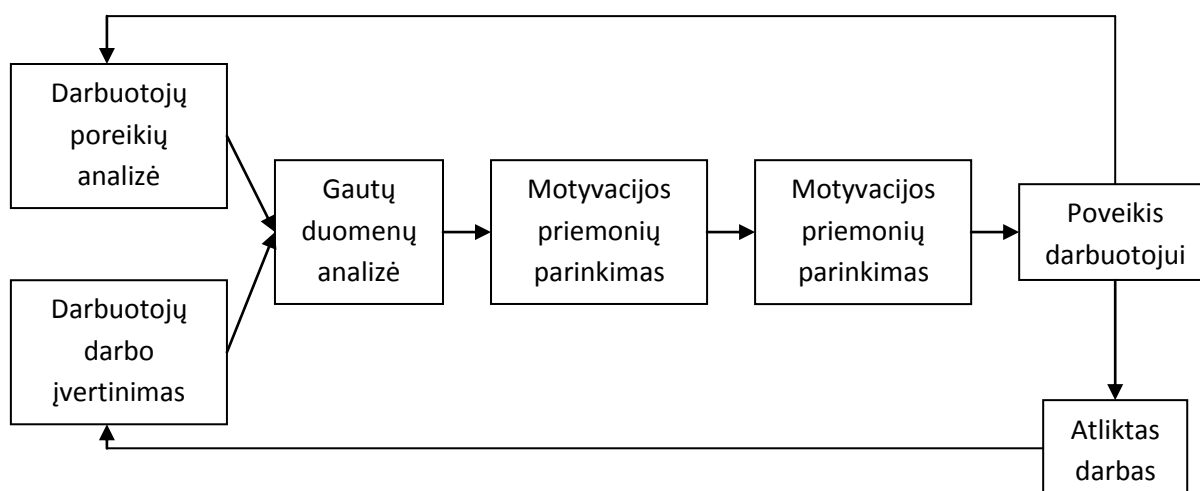 Darbuotojų
poreikių
analizė
Darbuotojų
darbo
įvertinimas
Gautų
duomenų
analizė
Motyvacijos
priemonių
parinkimas
Motyvacijos
priemonių
parinkimas
Poveikis
darbuotojui
Atliktas
darbas